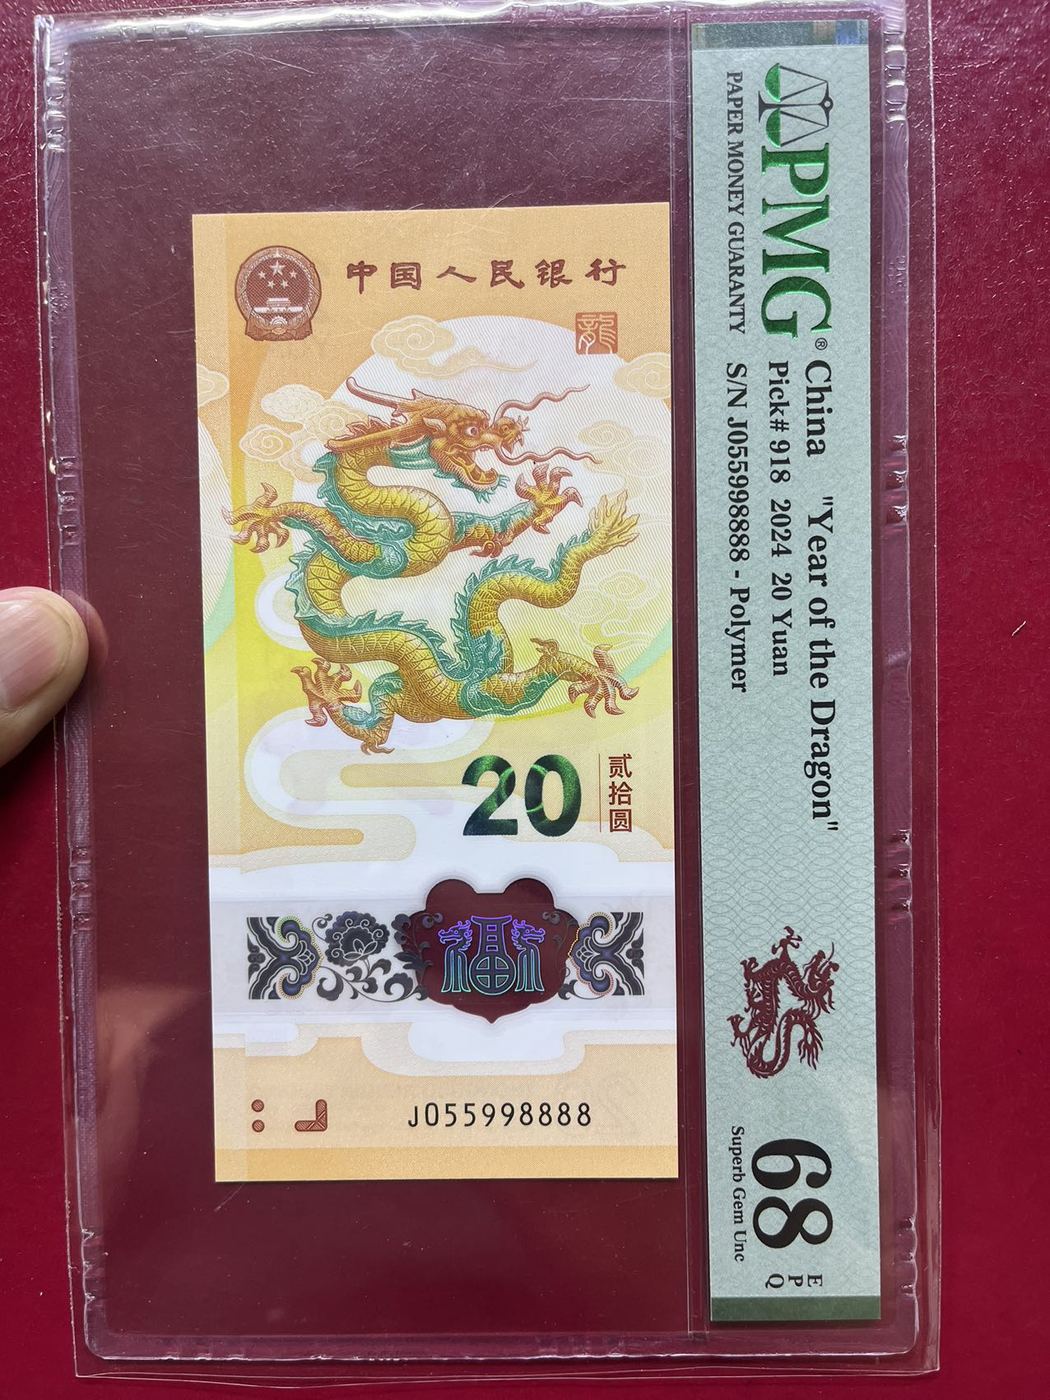 中国人民银行
龍
20
贰拾圆
J055998888
PMG®
PAPER MONEY GUARANTY
China "Year of the Dragon"
Pick# 918 2024 20 Yuan
S/N J055998888 - Polymer
68
EPQ
Superb Gem Unc